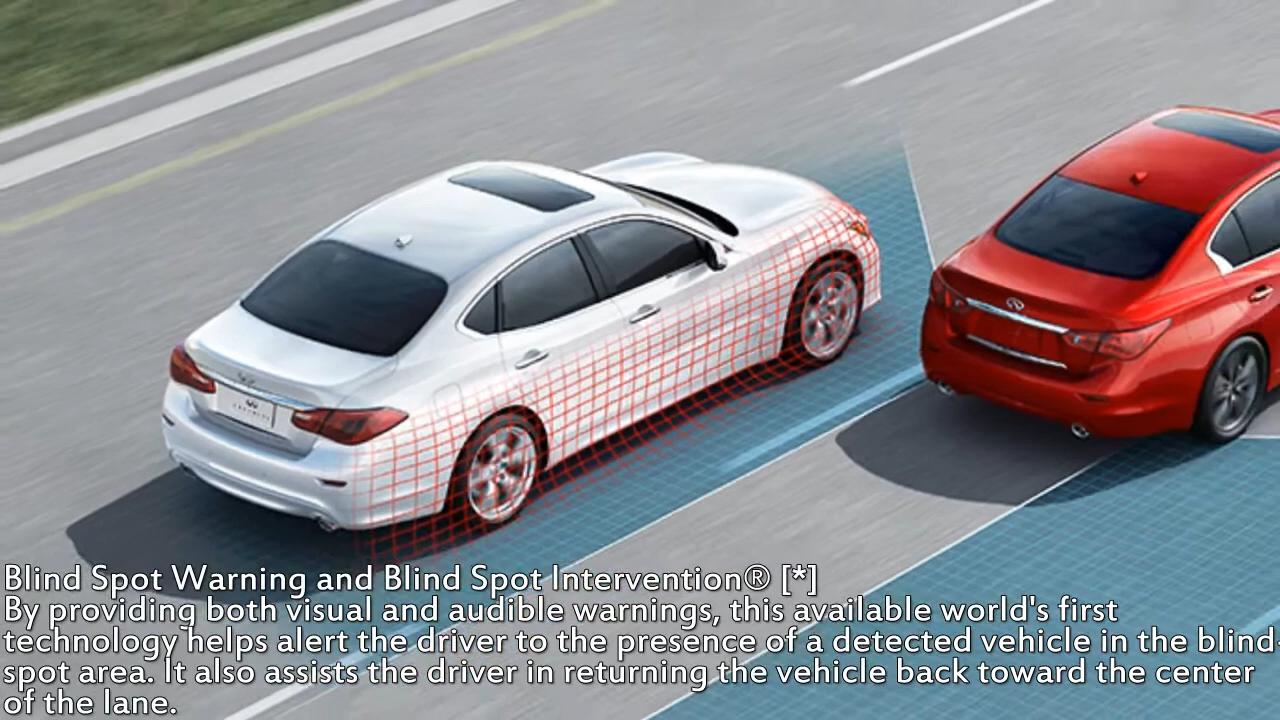 Blind Spot Warning and Blind Spot Intervention® [*]
By providing both visual and audible warnings, this available world's first
technology helps alert the driver to the presence of a detected vehicle in the blind-
spot area. It also assists the driver in returning the vehicle back toward the center
of the lane.